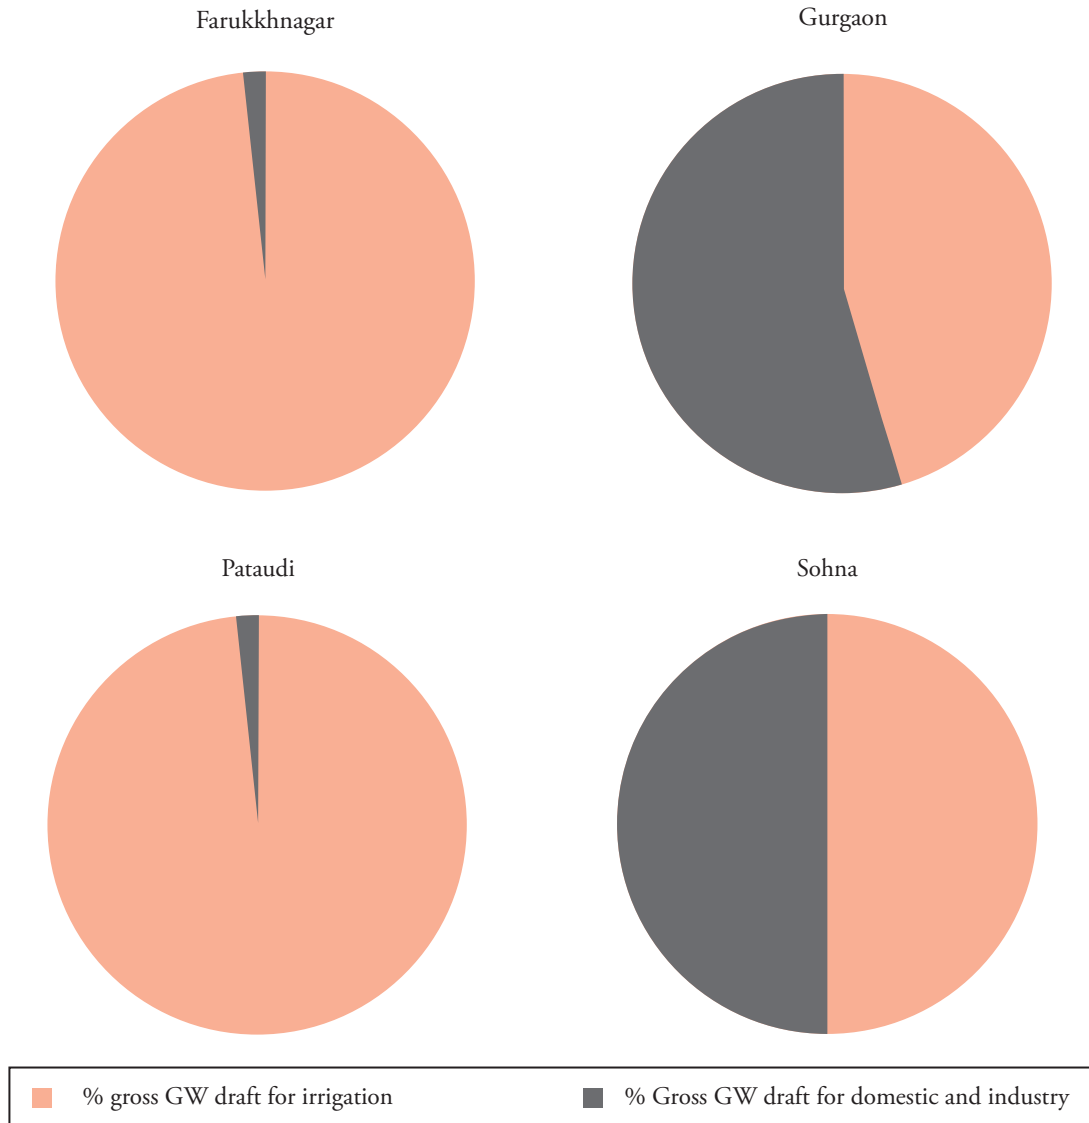 Farukkhnagar
Gurgaon
Pataudi
Sohna
% gross GW draft for irrigation
% Gross GW draft for domestic and industry